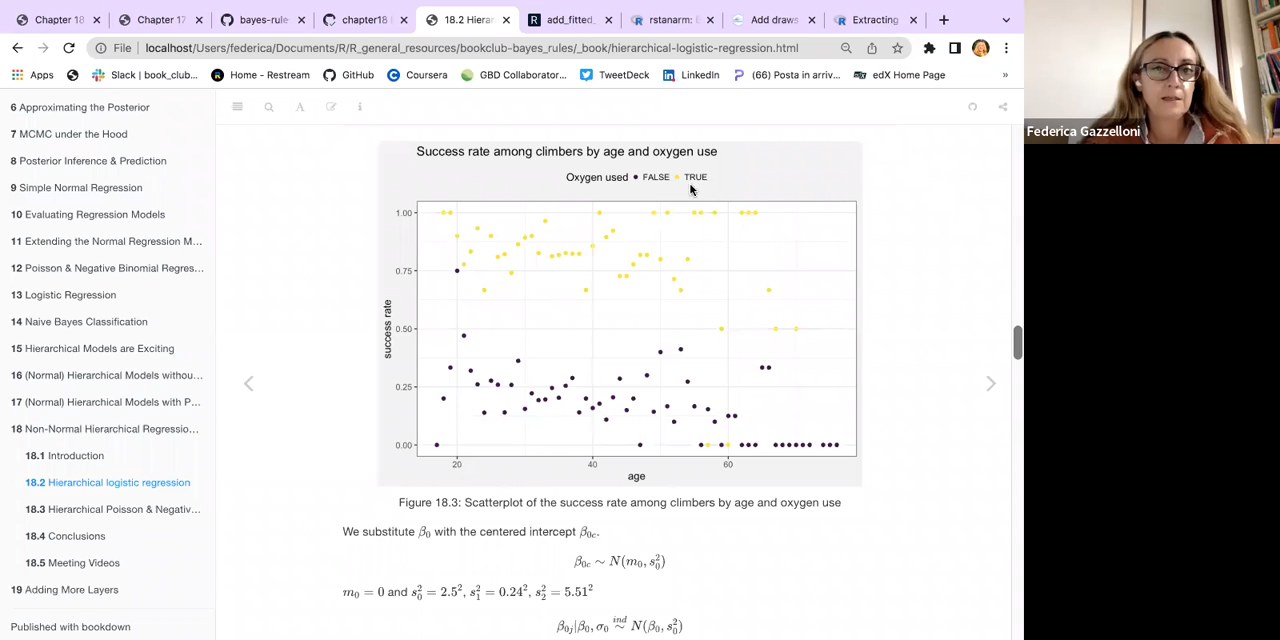 Chapter 18
Chapter 17
bayes-rule
chapter18
18.2 Hierar
add_fitted_
rstanarm: B
Add draws
Extracting
File localhost/Users/federica/Documents/R/R_general_resources/bookclub-bayes_rules/_book/hierarchical-logistic-regression.html
Apps Slack | book_club... Home - Restream GitHub Coursera GBD Collaborator... TweetDeck LinkedIn (66) Posta in arriv... edX Home Page »
6 Approximating the Posterior
7 MCMC under the Hood
8 Posterior Inference & Prediction
9 Simple Normal Regression
10 Evaluating Regression Models
11 Extending the Normal Regression M...
12 Poisson & Negative Binomial Regres...
13 Logistic Regression
14 Naive Bayes Classification
15 Hierarchical Models are Exciting
16 (Normal) Hierarchical Models withou...
17 (Normal) Hierarchical Models with P...
18 Non-Normal Hierarchical Regressio...
18.1 Introduction
18.2 Hierarchical logistic regression
18.3 Hierarchical Poisson & Negativ...
18.4 Conclusions
18.5 Meeting Videos
19 Adding More Layers
Published with bookdown
Success rate among climbers by age and oxygen use
Oxygen used FALSE TRUE
1.00
0.75
0.50
0.25
0.00
success rate
20 40 60
age
Figure 18.3: Scatterplot of the success rate among climbers by age and oxygen use
We substitute β₀ with the centered intercept β₀c.
β₀c ∼ N(m₀, s₀²)
m₀ = 0 and s₀² = 2.5², s₁² = 0.24², s₂² = 5.51²
β₀ⱼ|β₀, σ₀ ind ∼ N(β₀, s₀²)
Federica Gazzelloni